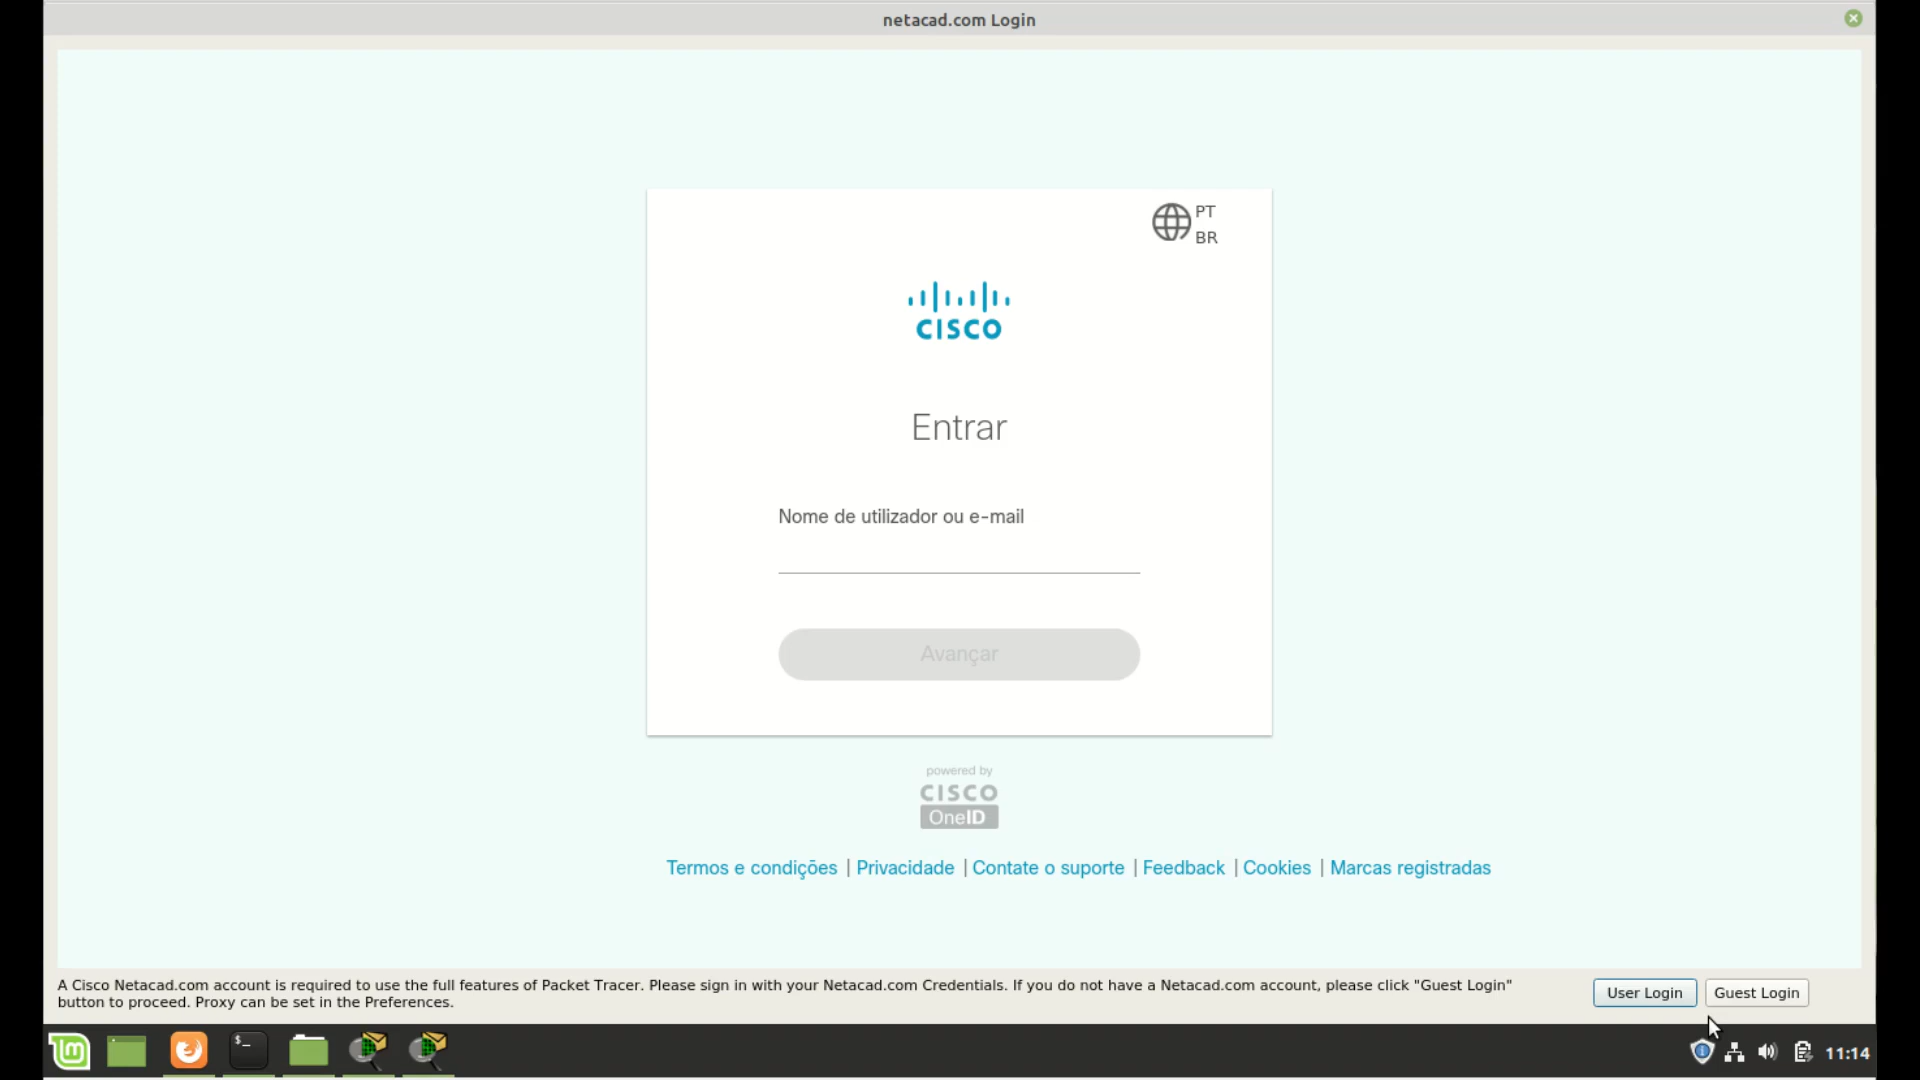 netacad.com Login
PT
BR
CISCO
Entrar
Nome de utilizador ou e-mail
Avançar
powered by
CISCO
OneID
Termos e condições | Privacidade | Contate o suporte | Feedback | Cookies | Marcas registradas
A Cisco Netacad.com account is required to use the full features of Packet Tracer. Please sign in with your Netacad.com Credentials. If you do not have a Netacad.com account, please click "Guest Login"
button to proceed. Proxy can be set in the Preferences.
User Login
Guest Login
$_
11:14